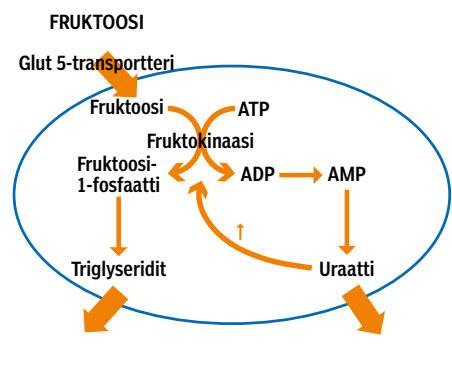 FRUKTOOSI
Glut 5-transportteri
Fruktoosi
ATP
Fruktokinaasi
Fruktoosi-
1-fosfaatti
ADP
AMP
↑
Triglyseridit
Uraatti